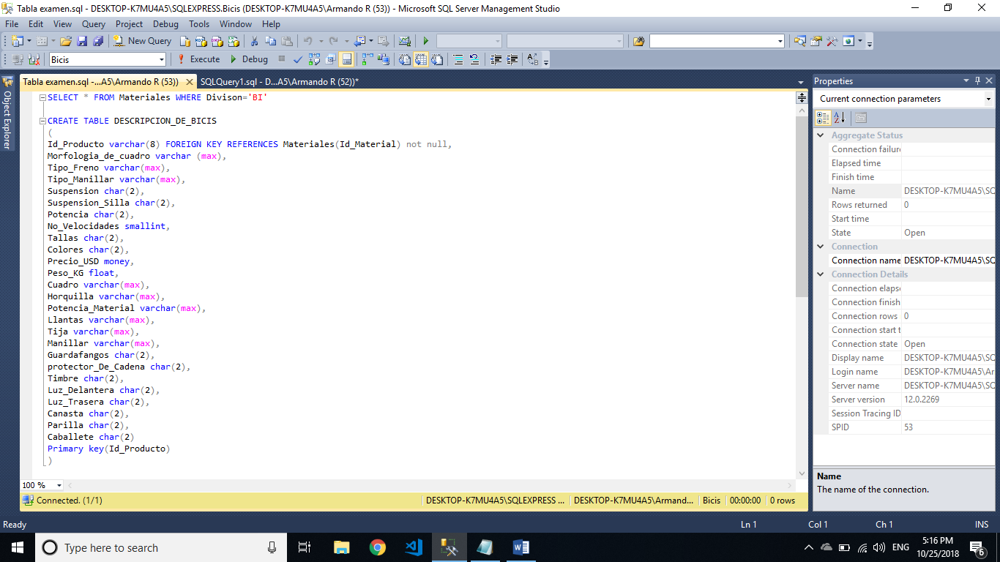 Tabla examen.sql - DESKTOP-K7MU4A5\SQLEXPRESS.Bicis (DESKTOP-K7MU4A5\Armando R (53)) - Microsoft SQL Server Management Studio
File Edit View Query Project Debug Tools Window Help
New Query
Bicis Execute Debug
Object Explorer
Tabla examen.sql -...A5\Armando R (53)) SQLQuery1.sql - D...A5\Armando R (52))*
SELECT * FROM Materiales WHERE Divison='BI'
CREATE TABLE DESCRIPCION_DE_BICIS
(
Id_Producto varchar(8) FOREIGN KEY REFERENCES Materiales(Id_Material) not null,
Morfologia_de_cuadro varchar (max),
Tipo_Freno varchar(max),
Tipo_Manillar varchar(max),
Suspension char(2),
Suspension_Silla char(2),
Potencia char(2),
No_Velocidades smallint,
Tallas char(2),
Colores char(2),
Precio_USD money,
Peso_KG float,
Cuadro varchar(max),
Horquilla varchar(max),
Potencia_Material varchar(max),
Llantas varchar(max),
Tija varchar(max),
Manillar varchar(max),
Guardafangos char(2),
protector_De_Cadena char(2),
Timbre char(2),
Luz_Delantera char(2),
Luz_Trasera char(2),
Canasta char(2),
Parilla char(2),
Caballete char(2)
Primary key(Id_Producto)
)
100 %
Connected. (1/1) DESKTOP-K7MU4A5\SQLEXPRESS ... DESKTOP-K7MU4A5\Armand... Bicis 00:00:00 0 rows
Properties
Current connection parameters
Aggregate Status
Connection failure
Elapsed time
Finish time
Name DESKTOP-K7MU4A5\SQ
Rows returned 0
Start time
State Open
Connection
Connection name DESKTOP-K7MU4A5\SQ
Connection Details
Connection elapse
Connection finish
Connection rows 0
Connection start t
Connection state Open
Display name DESKTOP-K7MU4A5\SQ
Login name DESKTOP-K7MU4A5\Ar
Server name DESKTOP-K7MU4A5\SQ
Server version 12.0.2269
Session Tracing ID
SPID 53
Name
The name of the connection.
Ready Ln 1 Col 1 Ch 1 INS
Type here to search
ENG
5:16 PM
10/25/2018
6